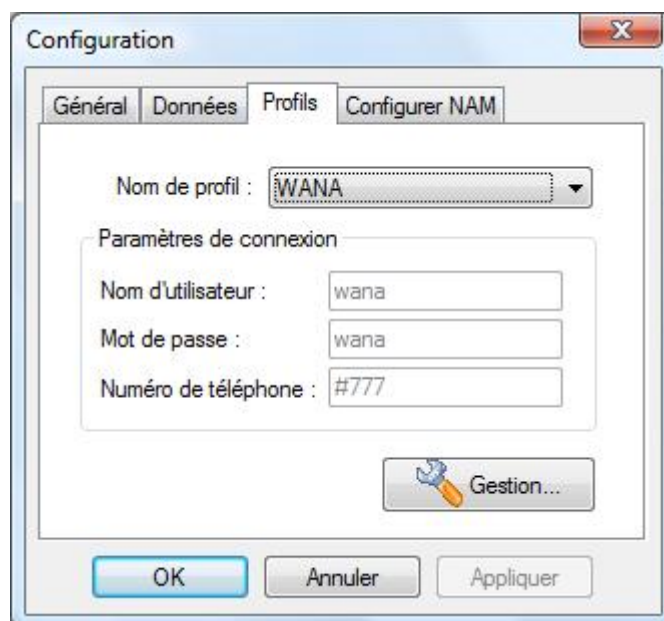 Configuration
Général Données Profils Configurer NAM
Nom de profil : WANA
Paramètres de connexion
Nom d'utilisateur : wana
Mot de passe : wana
Numéro de téléphone : #777
Gestion...
OK Annuler Appliquer